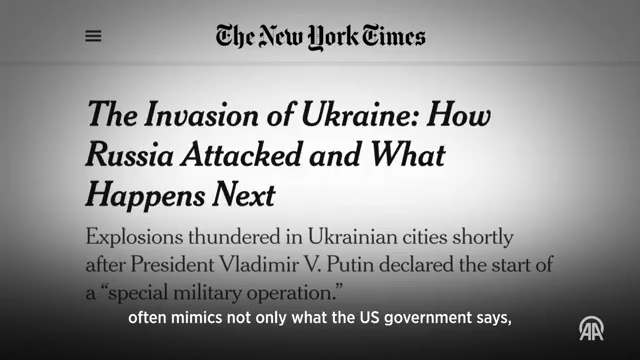 The New York Times
The Invasion of Ukraine: How
Russia Attacked and What
Happens Next
Explosions thundered in Ukrainian cities shortly
after President Vladimir V. Putin declared the start of
a “special military operation.”
often mimics not only what the US government says,
AA